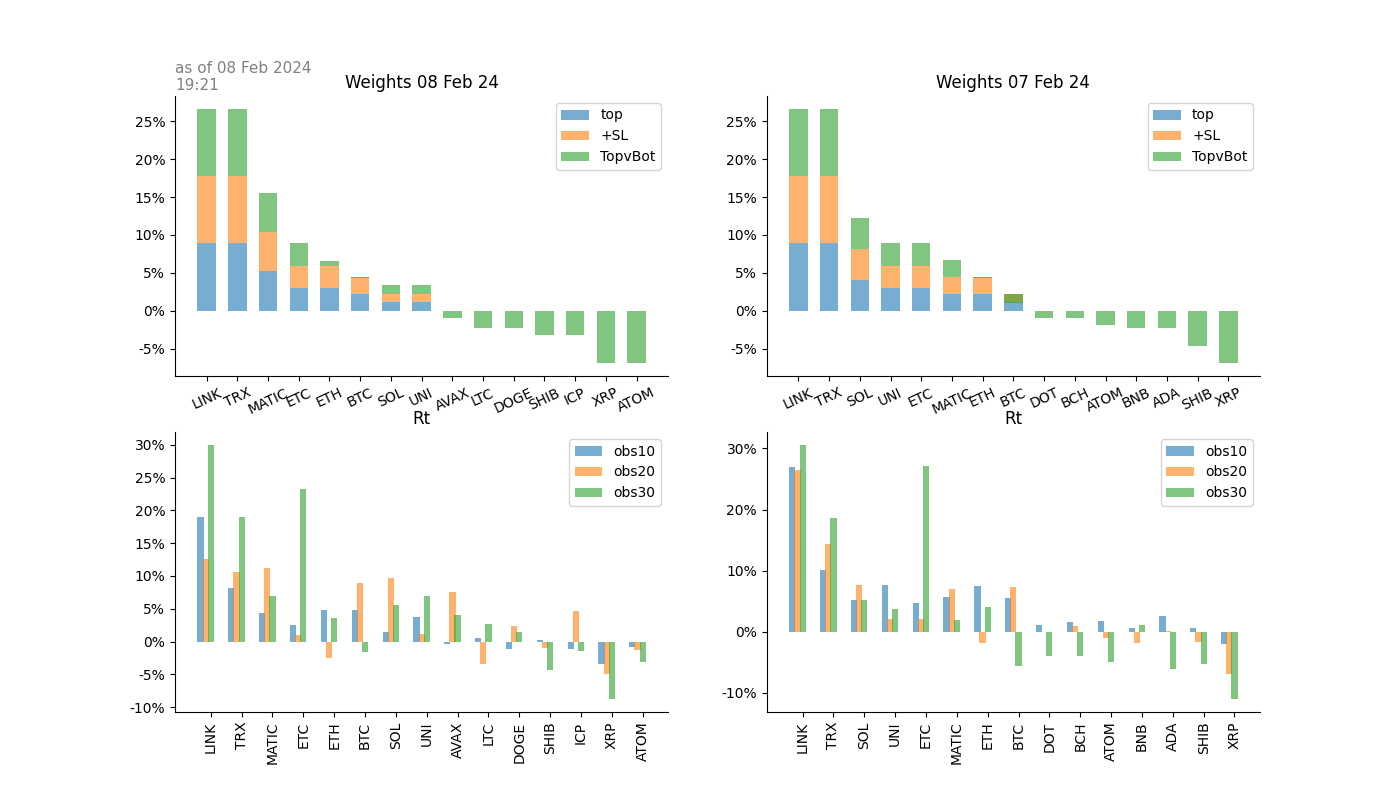 as of 08 Feb 2024
19:21
Weights 08 Feb 24
25%
20%
15%
10%
5%
0%
-5%
top
+SL
TopvBot
LINK TRX MATIC ETC ETH BTC SOL UNI AVAX LTC DOGE SHIB ICP XRP ATOM
Weights 07 Feb 24
25%
20%
15%
10%
5%
0%
-5%
top
+SL
TopvBot
LINK TRX SOL UNI ETC MATIC ETH BTC DOT BCH ATOM BNB ADA SHIB XRP
Rt
30%
25%
20%
15%
10%
5%
0%
-5%
-10%
obs10
obs20
obs30
LINK TRX MATIC ETC ETH BTC SOL UNI AVAX LTC DOGE SHIB ICP XRP ATOM
Rt
30%
20%
10%
0%
-10%
obs10
obs20
obs30
LINK TRX SOL UNI ETC MATIC ETH BTC DOT BCH ATOM BNB ADA SHIB XRP